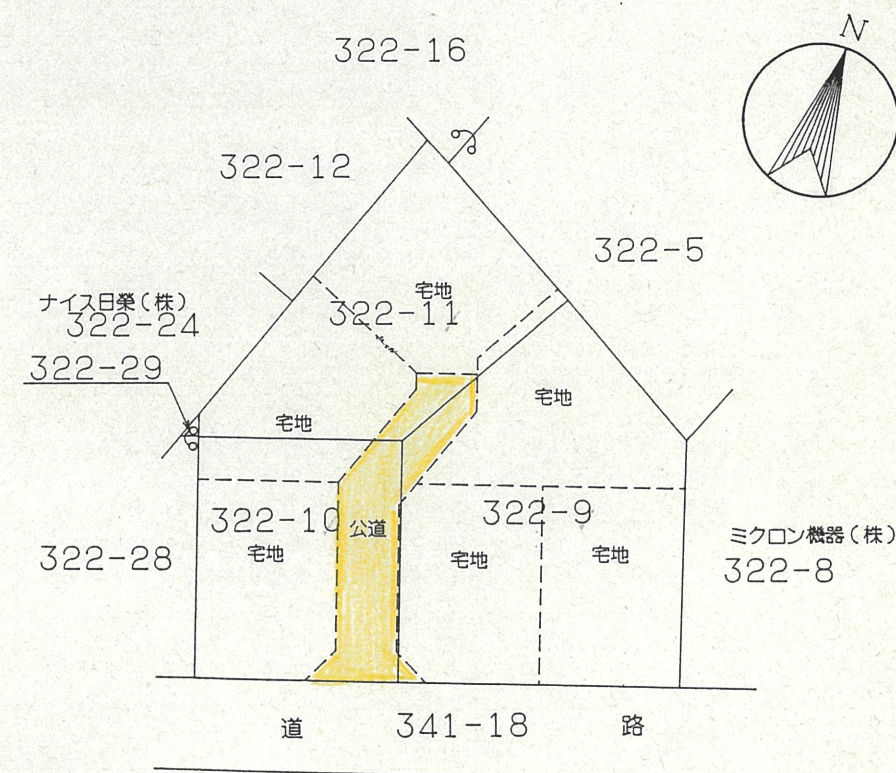 N
322-16
322-12
322-5
宅地
322-11
ナイス日榮(株)
322-24
322-29
宅地
宅地
322-10
公道
322-9
宅地
宅地
宅地
322-28
ミクロン機器(株)
322-8
道 341-18 路